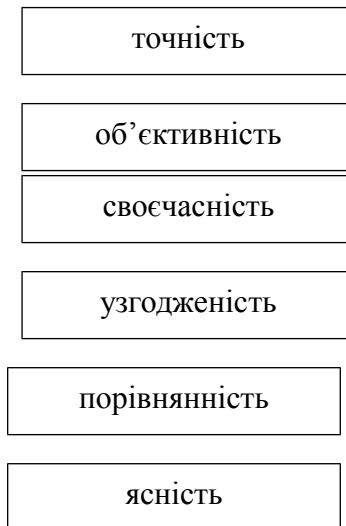 точність
об’єктивність
своєчасність
узгодженість
порівнянність
ясність